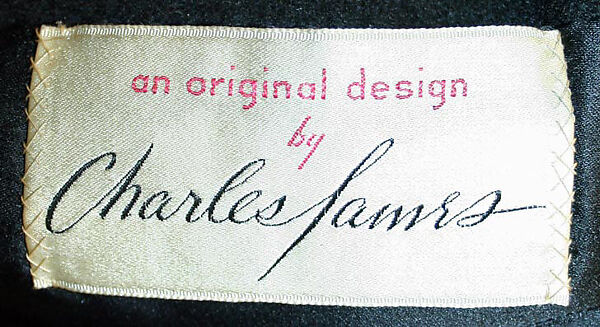 an original design
by
Charles James